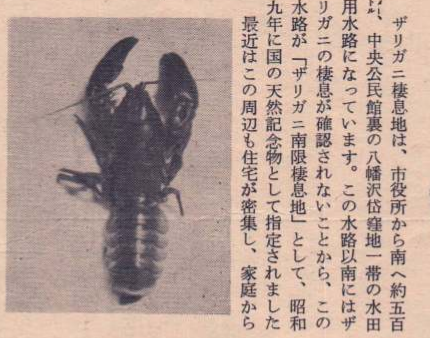 ザリガニ棲息地は、市役所から南へ約五百
トル、中央公民館裏の八幡沢岱窪地一帯の水田
用水路になっています。この水路以南にはザ
リガニの棲息が確認されないことから、この
水路が「ザリガニ南限棲息地」として、昭和
九年に国の天然記念物として指定されました
最近はこの周辺も住宅が密集し、家庭から